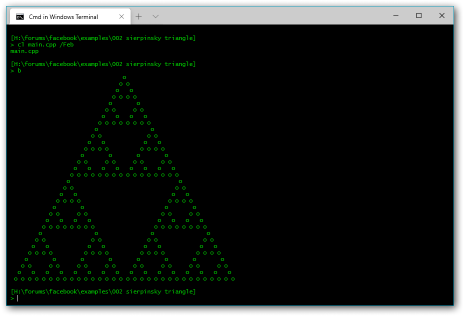 Cmd in Windows Terminal
[H:\forums\facebook\examples\002 sierpinsky triangle]
> cl main.cpp /Feb
main.cpp
[H:\forums\facebook\examples\002 sierpinsky triangle]
> b
[H:\forums\facebook\examples\002 sierpinsky triangle]
>